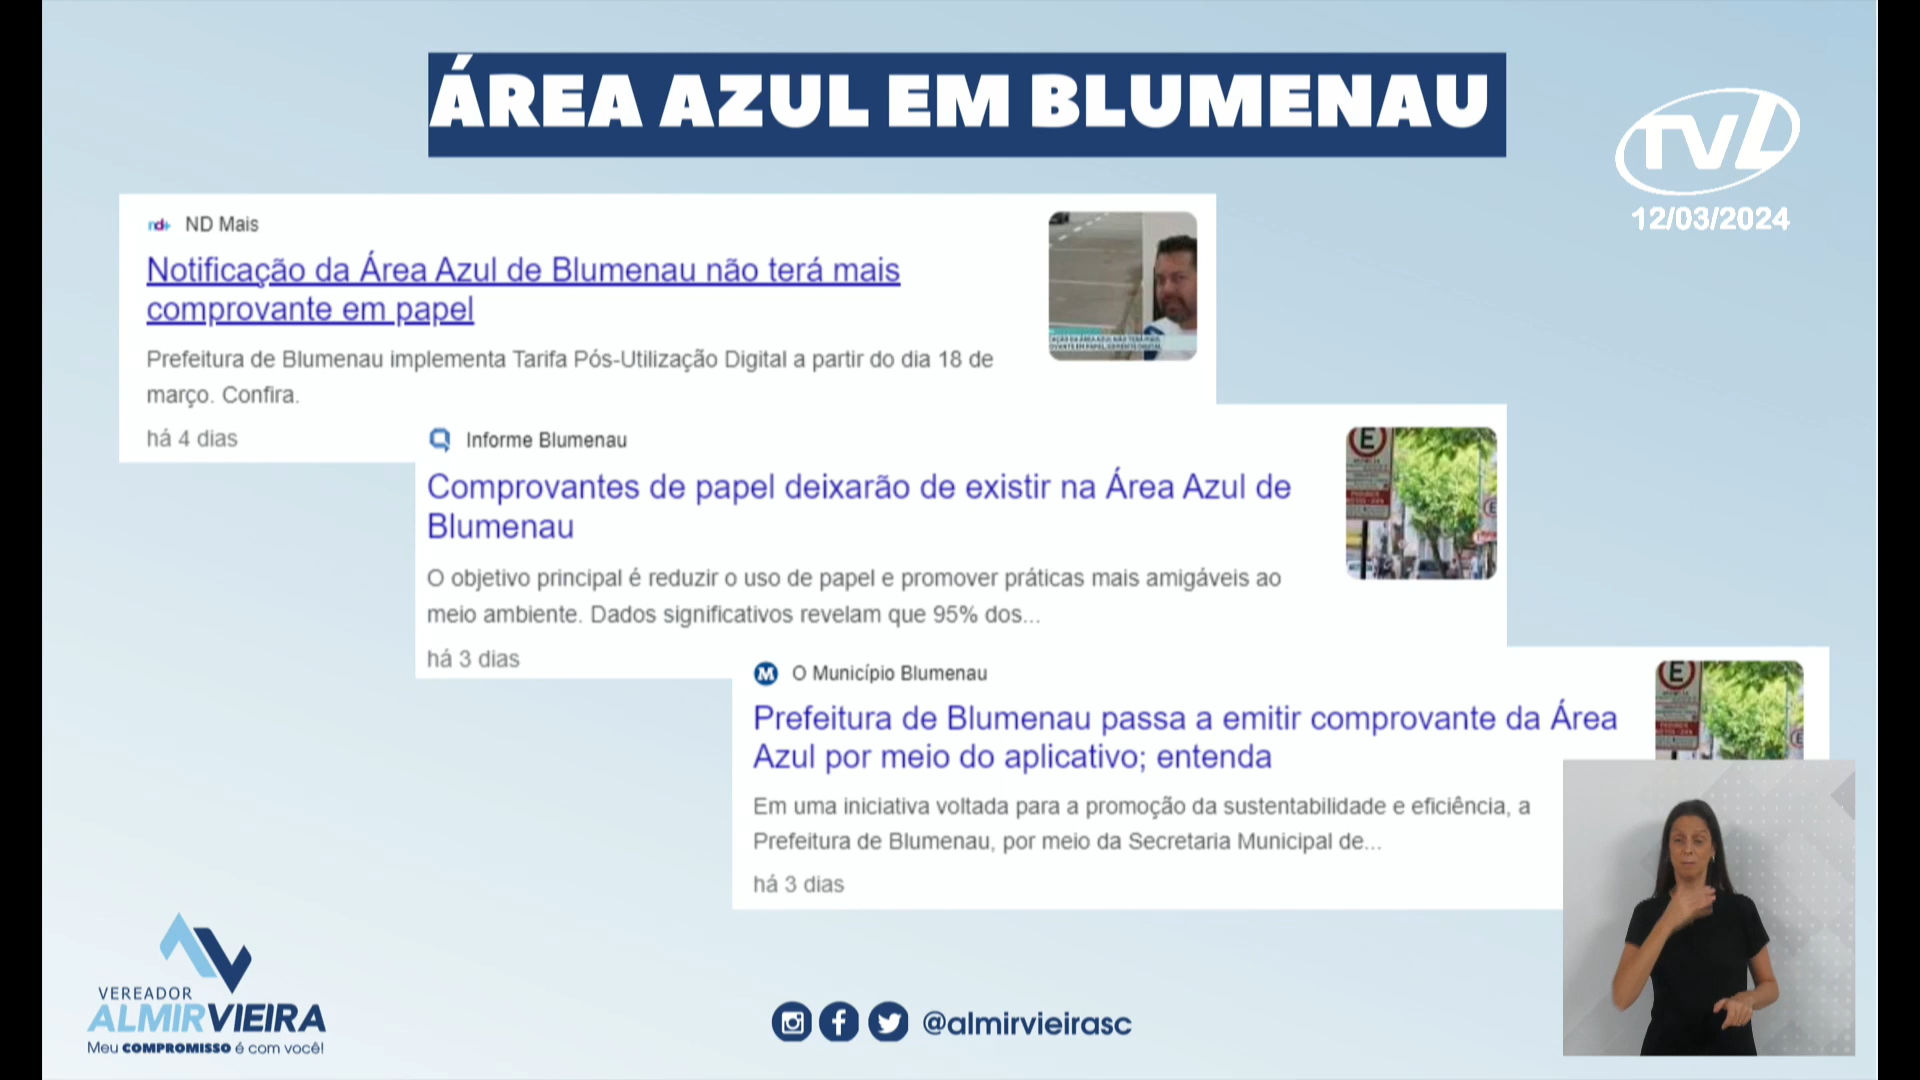 ÁREA AZUL EM BLUMENAU
TVL
12/03/2024
nd+ ND Mais
Notificação da Área Azul de Blumenau não terá mais
comprovante em papel
Prefeitura de Blumenau implementa Tarifa Pós-Utilização Digital a partir do dia 18 de
março. Confira.
há 4 dias
Informe Blumenau
Comprovantes de papel deixarão de existir na Área Azul de
Blumenau
O objetivo principal é reduzir o uso de papel e promover práticas mais amigáveis ao
meio ambiente. Dados significativos revelam que 95% dos...
há 3 dias
M O Município Blumenau
Prefeitura de Blumenau passa a emitir comprovante da Área
Azul por meio do aplicativo; entenda
Em uma iniciativa voltada para a promoção da sustentabilidade e eficiência, a
Prefeitura de Blumenau, por meio da Secretaria Municipal de...
há 3 dias
E
E
VEREADOR
ALMIR VIEIRA
Meu COMPROMISSO é com você!
@almirvieirasc